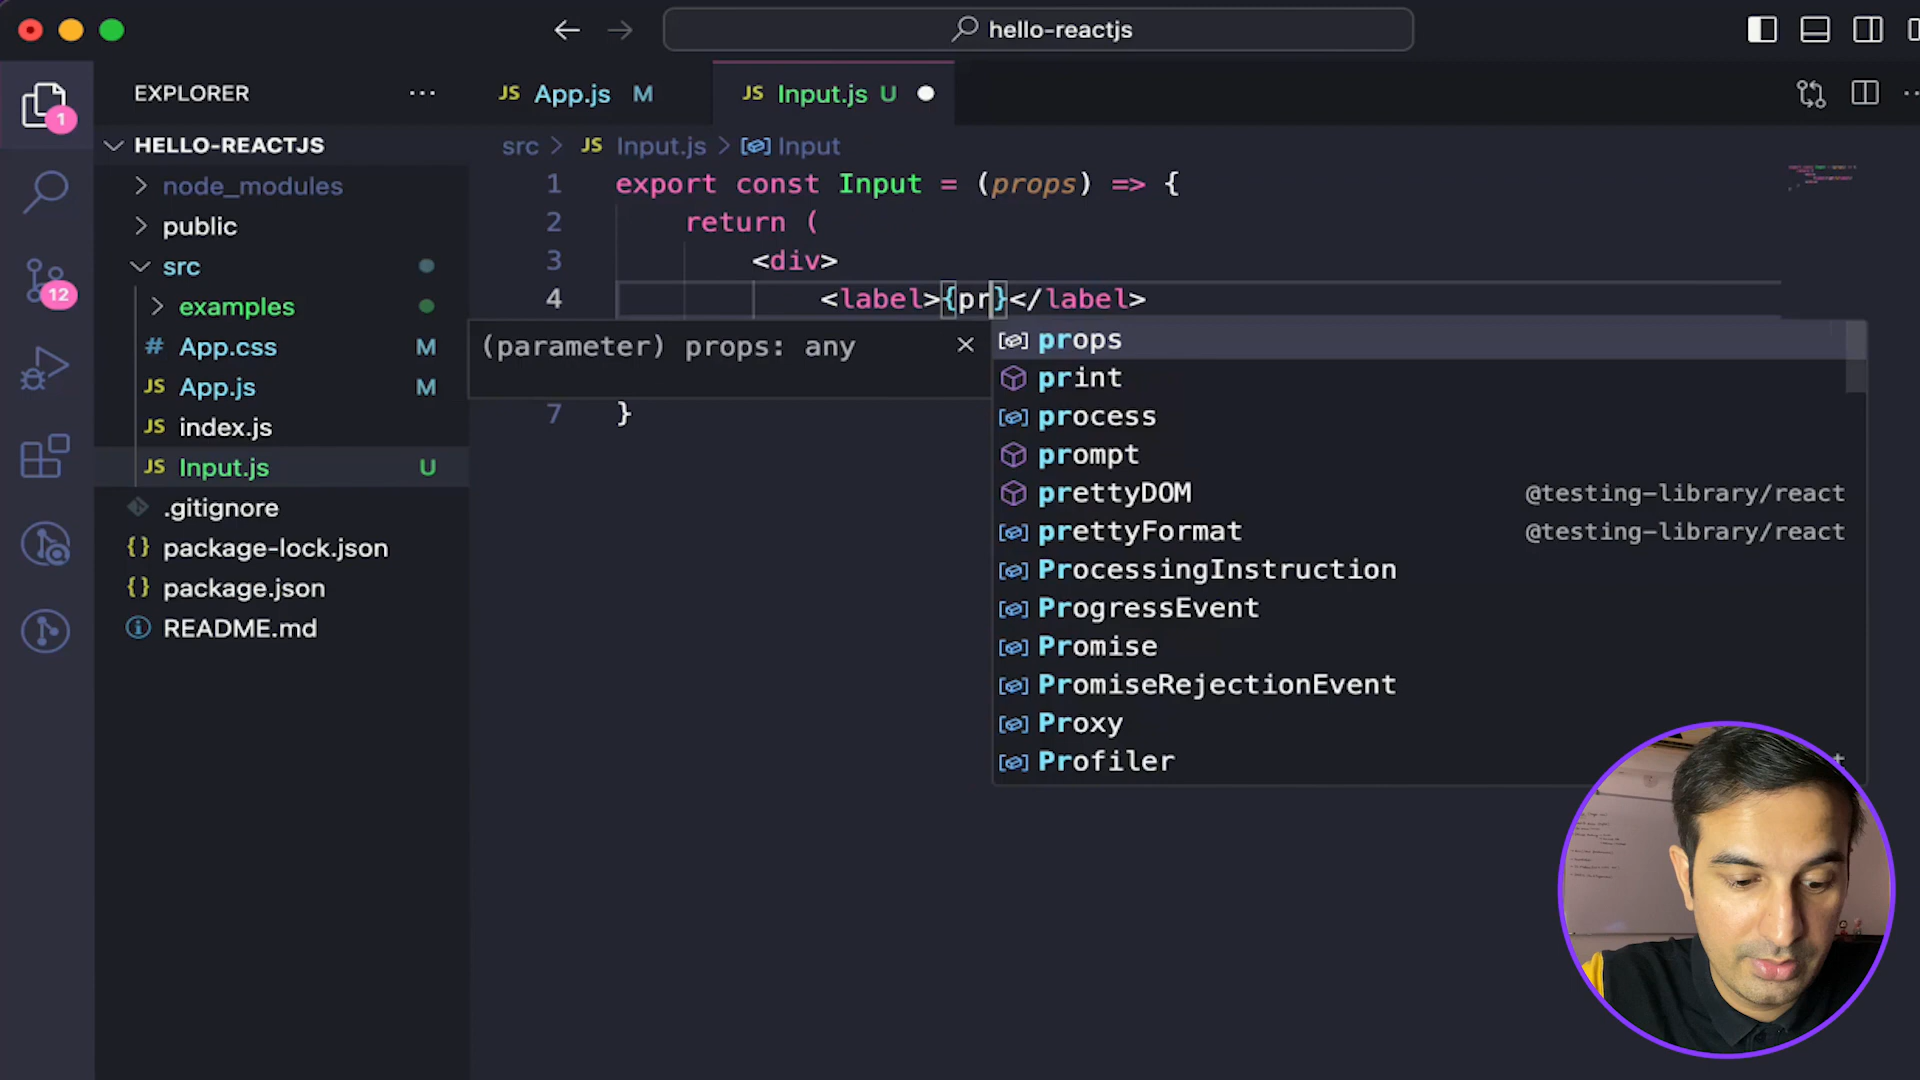 hello-reactjs
1
EXPLORER
JS App.js M
JS Input.js U
HELLO-REACTJS
src > JS Input.js > Input
node_modules
public
src
examples
# App.css M
JS App.js M
JS index.js
JS Input.js U
.gitignore
{} package-lock.json
{} package.json
README.md
12
1 export const Input = (props) => {
2 return (
3 <div>
4 <label>{pr}</label>
7 }
(parameter) props: any
props
print
process
prompt
prettyDOM @testing-library/react
prettyFormat @testing-library/react
ProcessingInstruction
ProgressEvent
Promise
PromiseRejectionEvent
Proxy
Profiler